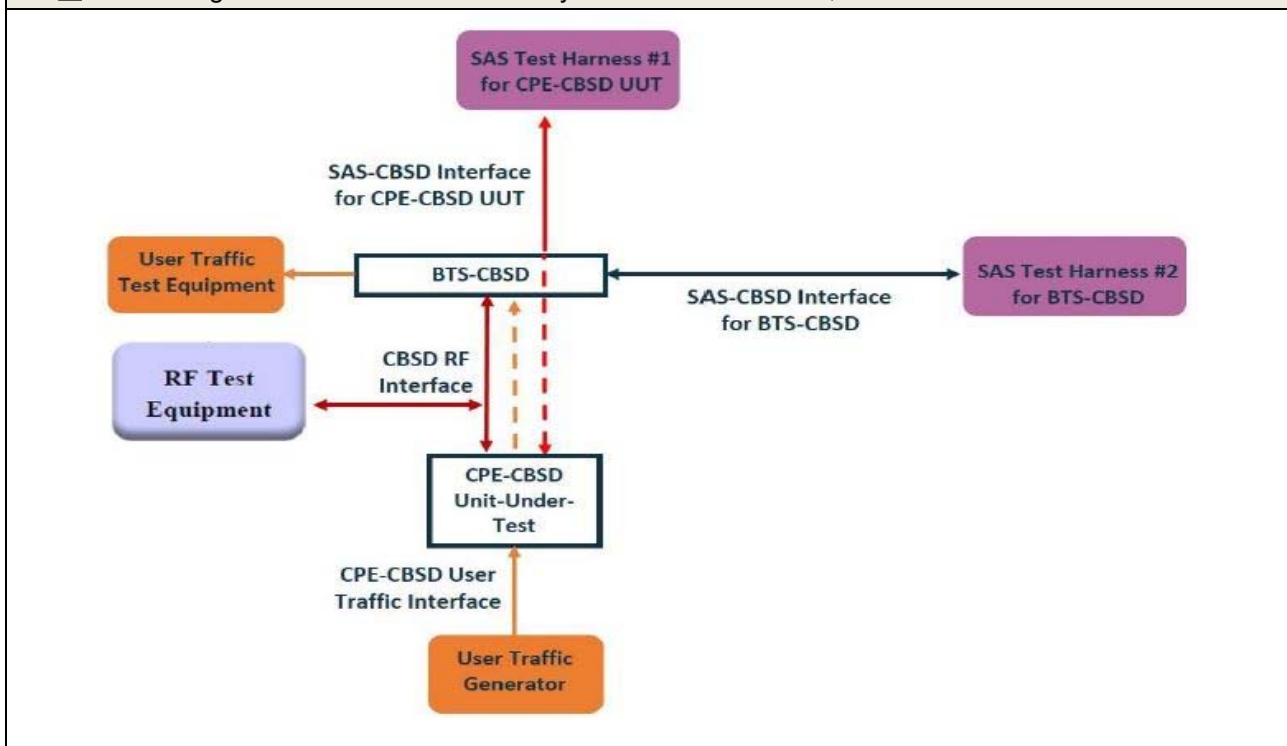 SAS Test Harness #1
for CPE-CBSD UUT
SAS-CBSD Interface
for CPE-CBSD UUT
User Traffic
Test Equipment
BTS-CBSD
SAS Test Harness #2
for BTS-CBSD
SAS-CBSD Interface
for BTS-CBSD
CBSD RF
Interface
RF Test
Equipment
CPE-CBSD
Unit-Under-
Test
CPE-CBSD User
Traffic Interface
User Traffic
Generator